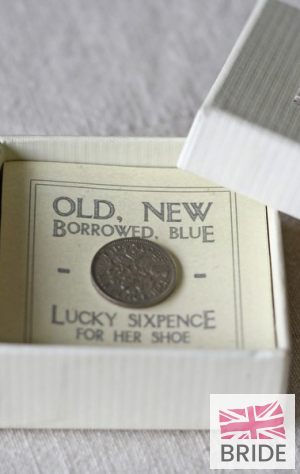 OLD, NEW
BORROWED, BLUE
- -
LUCKY SIXPENCE
FOR HER SHOE
BRIDE